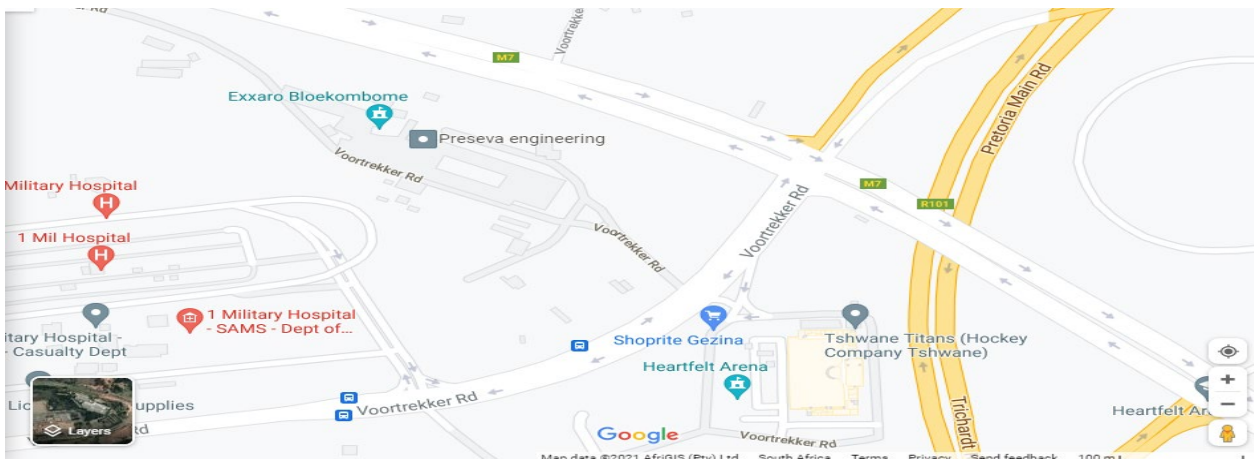 Rd
Voortrekke
M7
Exxaro Bloekombome
Preseva engineering
Pretoria Main Rd
Voortrekker Rd
Military Hospital
M7
R101
Voortrekker Rd
1 Mil Hospital
Voortrekker Rd
1 Military Hospital
- SAMS - Dept of...
itary Hospital -
Casualty Dept
Shoprite Gezina
Tshwane Titans (Hockey
Company Tshwane)
Heartfelt Arena
Lic
upplies
Voortrekker Rd
Trichardt
Heartfelt Ar
Layers
Google
Voortrekker Rd
Map data ©2021 AfriGIS (Pty) Ltd South Africa Terms Privacy Send feedback 100 m